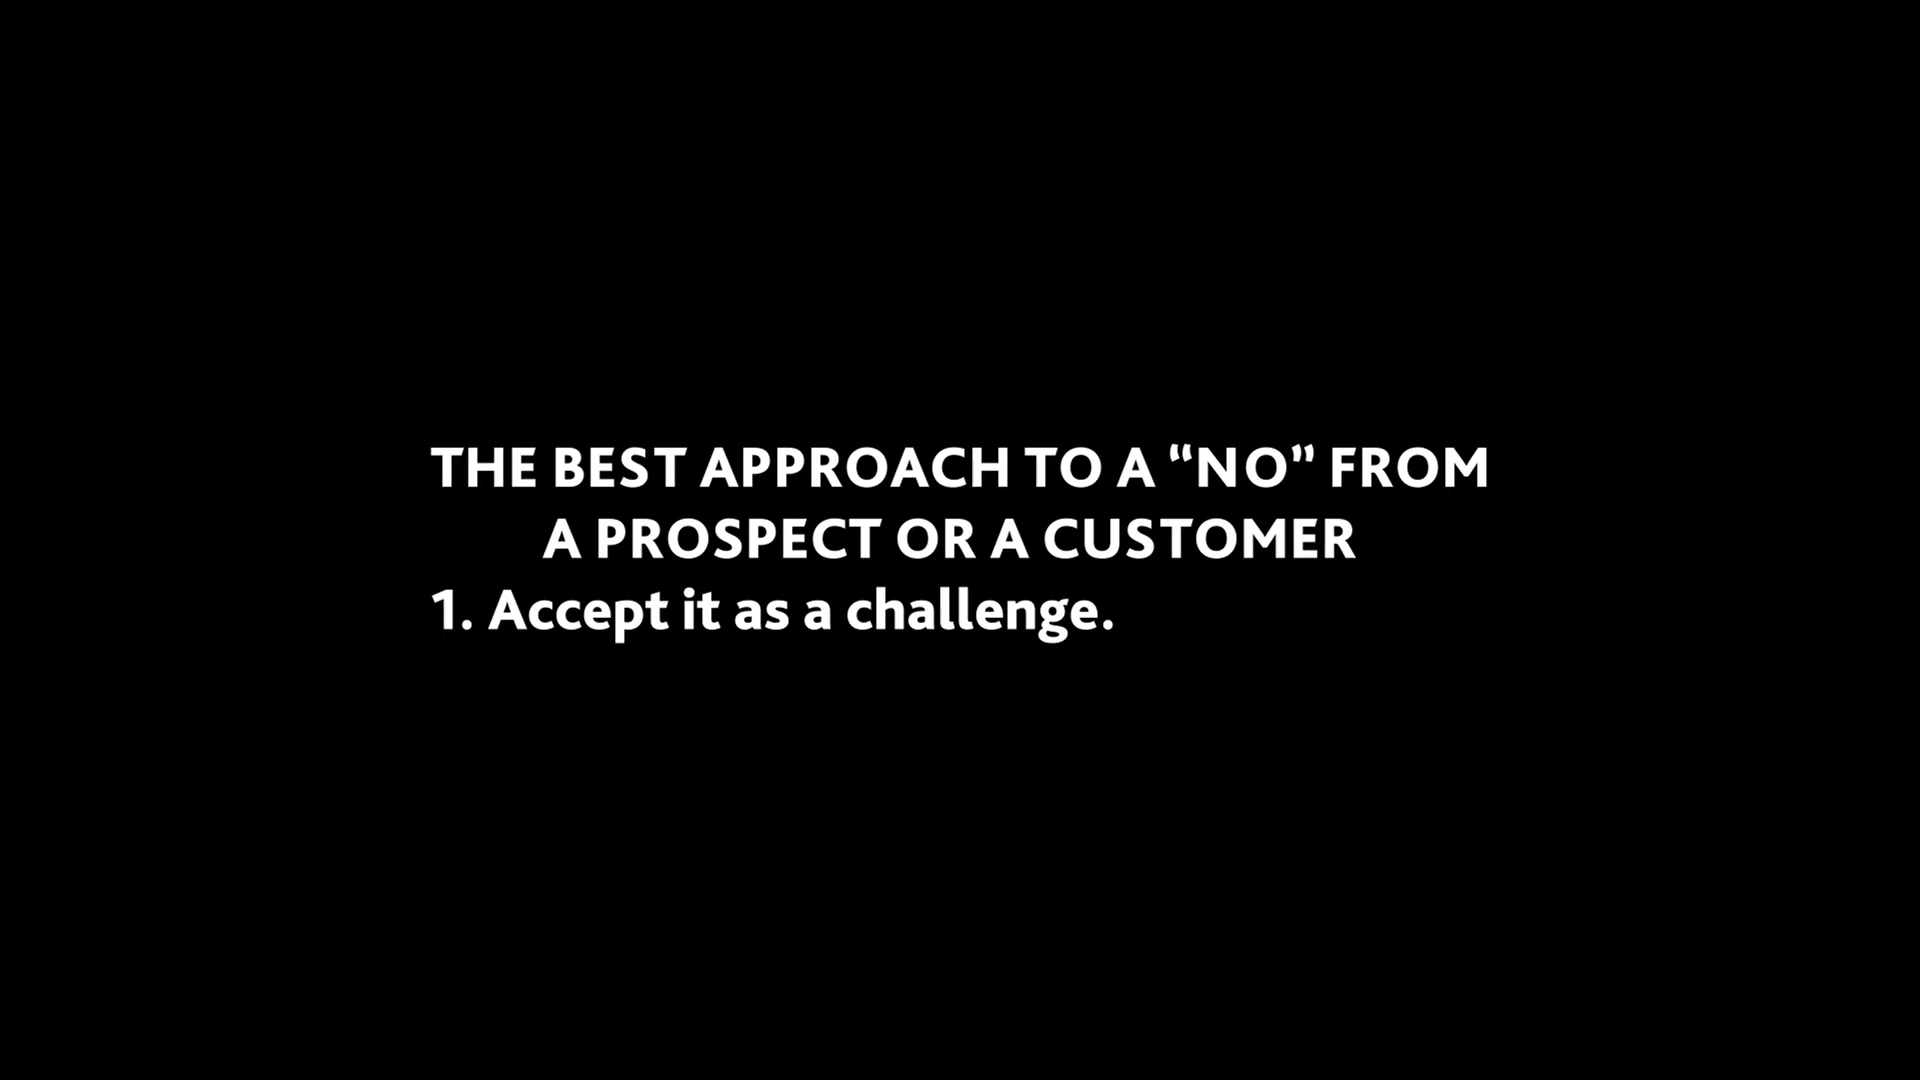 THE BEST APPROACH TO A “NO” FROM
A PROSPECT OR A CUSTOMER
1. Accept it as a challenge.